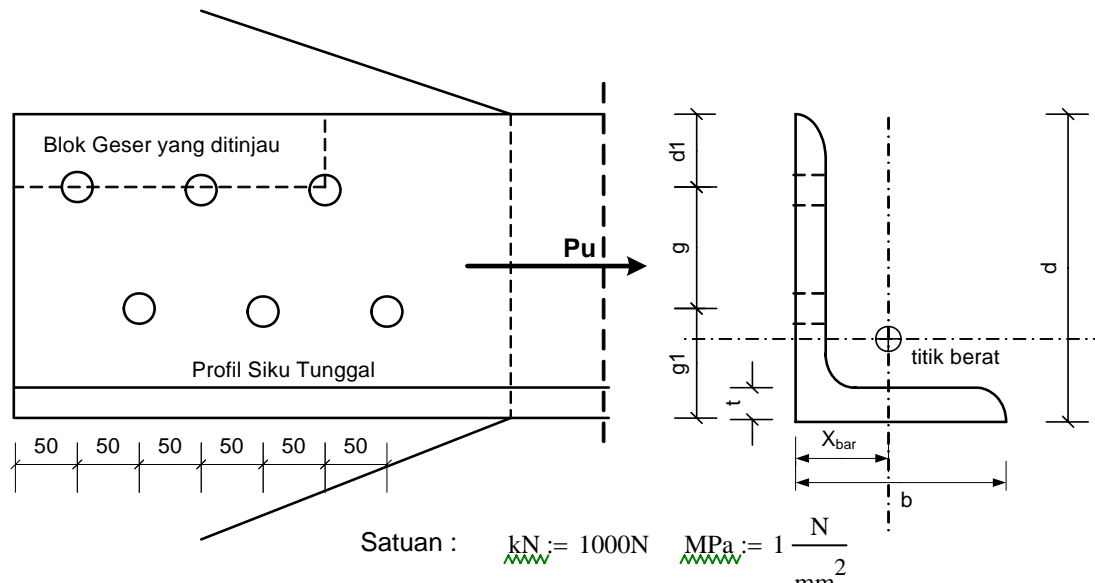 Blok Geser yang ditinjau
Pu
Profil Siku Tunggal
50 50 50 50 50 50
d1
g
g1
t
d
titik berat
Xbar
b
Satuan : kN := 1000N MPa := 1 N/mm²